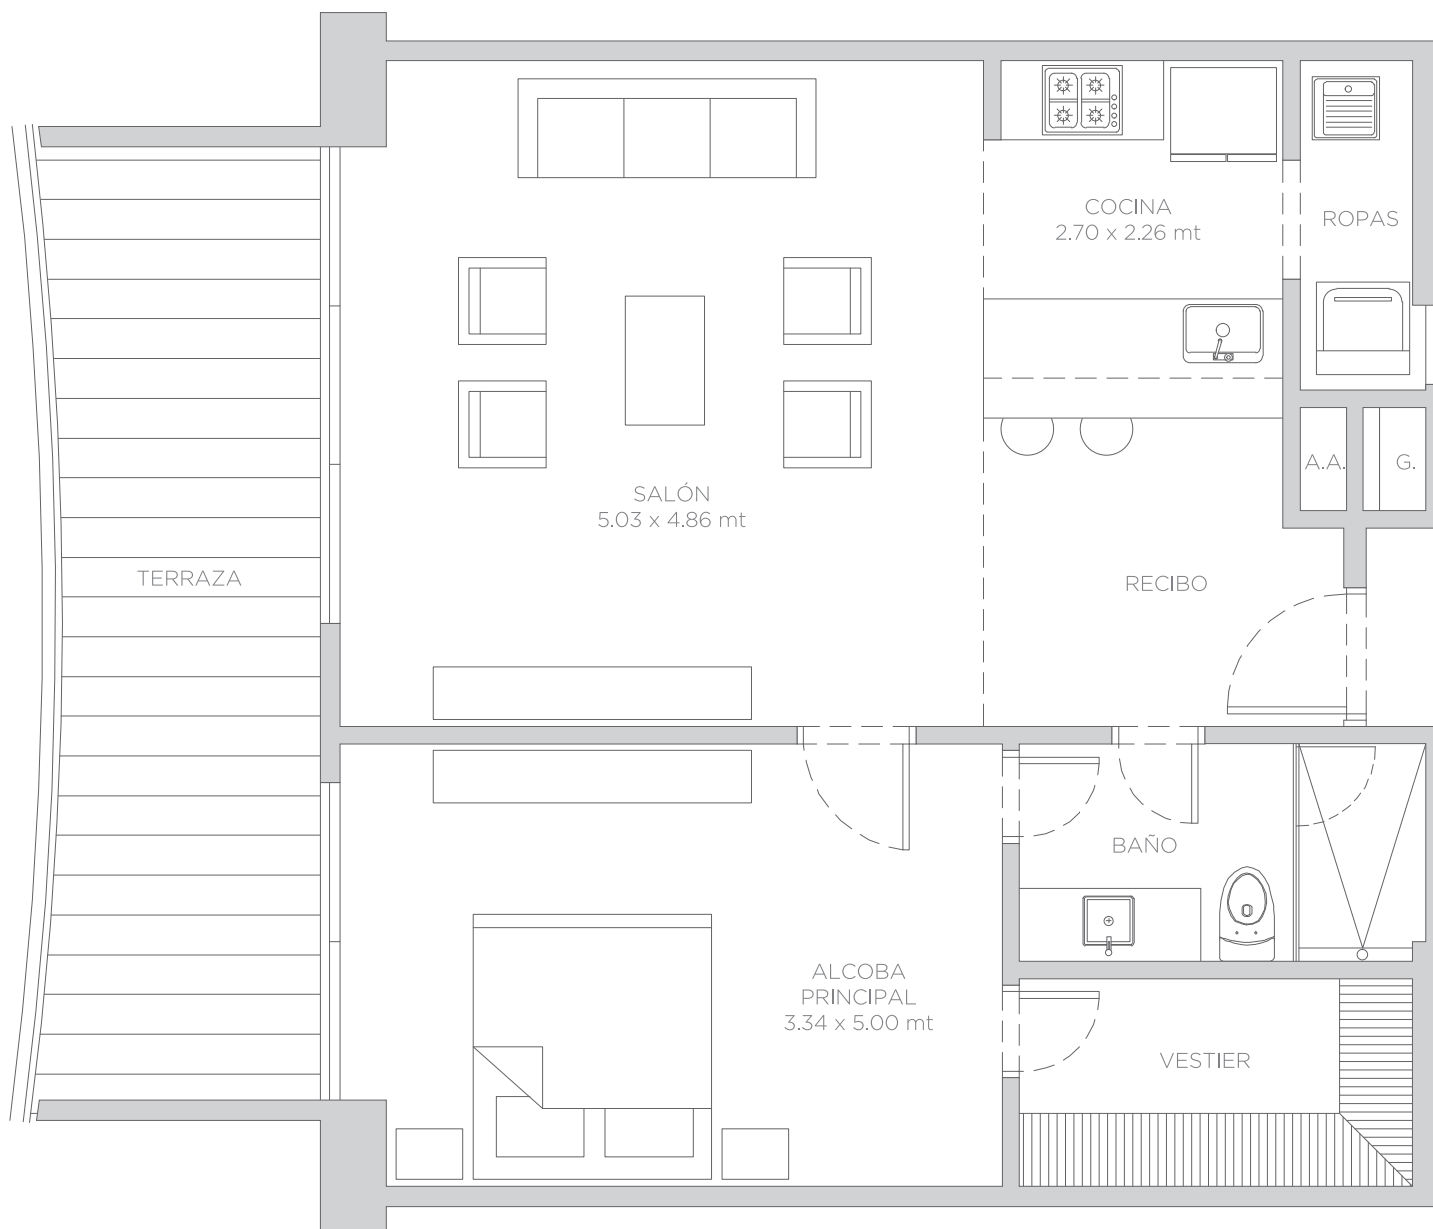 COCINA
2.70 x 2.26 mt
ROPAS
A.A.
G.
SALÓN
5.03 x 4.86 mt
TERRAZA
RECIBO
BAÑO
ALCOBA
PRINCIPAL
3.34 x 5.00 mt
VESTIER